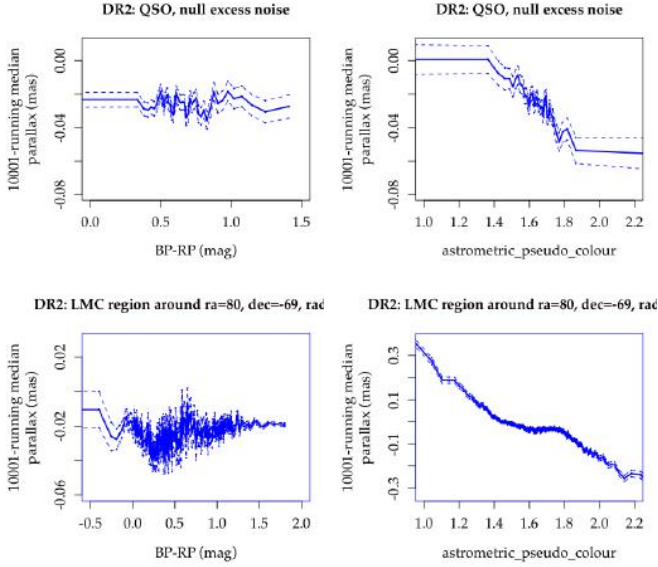 DR2: QSO, null excess noise
10001-running median
parallax (mas)
0.00
-0.04
-0.08
0.0
0.5
1.0
1.5
BP-RP (mag)
DR2: QSO, null excess noise
10001-running median
parallax (mas)
0.00
-0.04
-0.08
1.0
1.2
1.4
1.6
1.8
2.0
2.2
astrometric_pseudo_colour
DR2: LMC region around ra=80, dec=-69, rad
10001-running median
parallax (mas)
0.02
-0.02
-0.06
-0.5
0.0
0.5
1.0
1.5
2.0
BP-RP (mag)
DR2: LMC region around ra=80, dec=-69, rad
10001-running median
parallax (mas)
0.3
0.1
-0.1
-0.3
1.0
1.2
1.4
1.6
1.8
2.0
2.2
astrometric_pseudo_colour